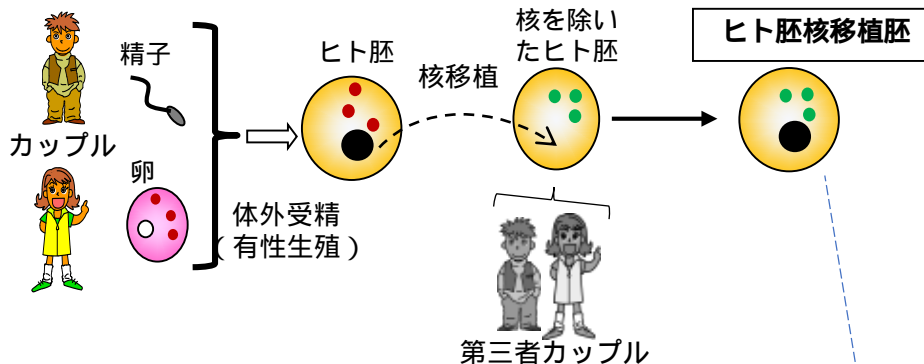 精子
カップル
卵
体外受精
（有性生殖）
ヒト胚
核移植
核を除い
たヒト胚
第三者カップル
ヒト胚核移植胚